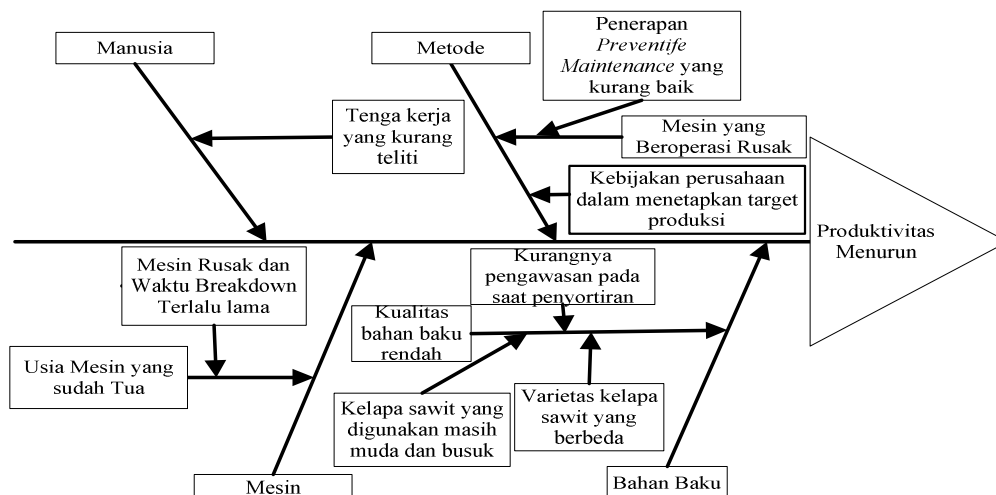 Manusia
Metode
Penerapan
Preventife
Maintenance yang
kurang baik
Tenga kerja
yang kurang
teliti
Mesin yang
Beroperasi Rusak
Kebijakan perusahaan
dalam menetapkan target
produksi
Produktivitas
Menurun
Mesin Rusak dan
Waktu Breakdown
Terlalu lama
Kurangnya
pengawasan pada
saat penyortiran
Kualitas
bahan baku
rendah
Usia Mesin yang
sudah Tua
Kelapa sawit yang
digunakan masih
muda dan busuk
Varietas kelapa
sawit yang
berbeda
Mesin
Bahan Baku